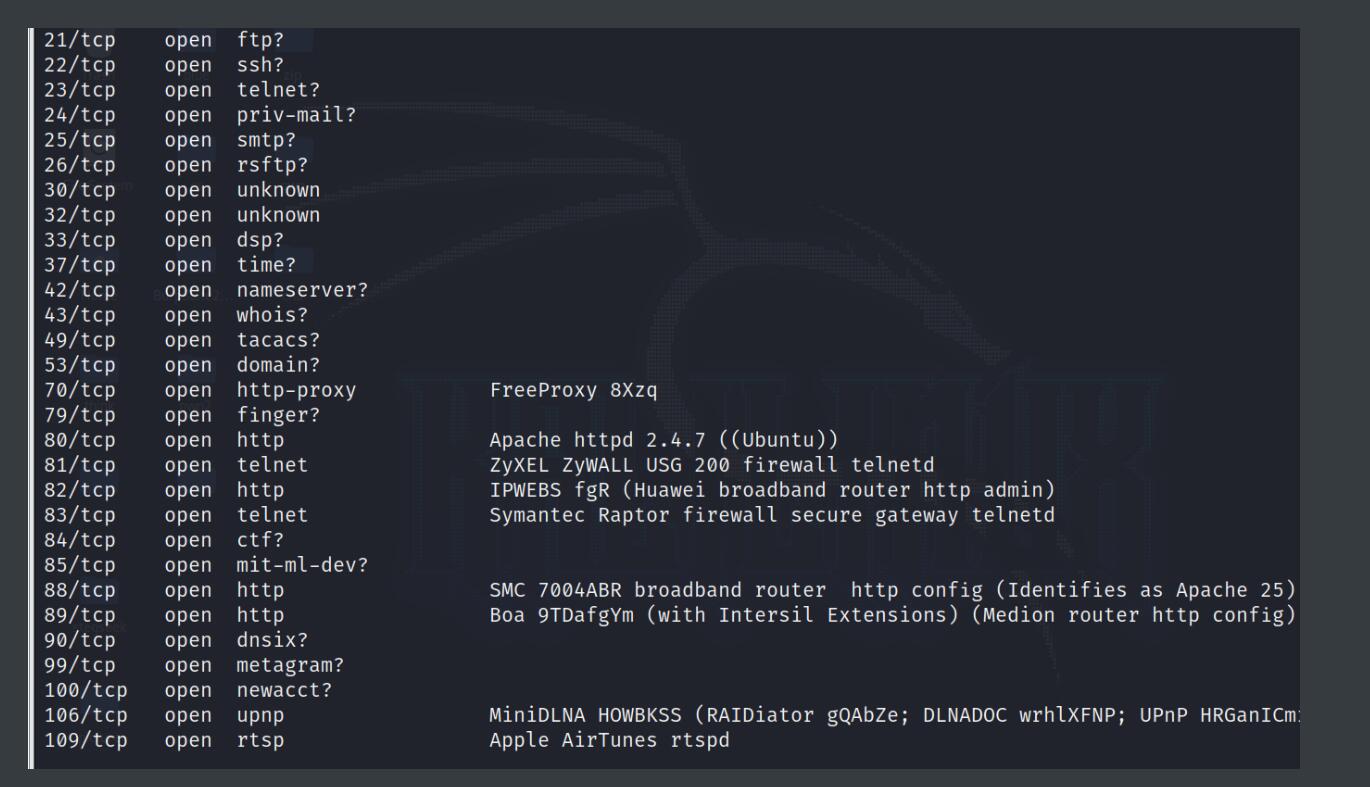 21/tcp open ftp?
22/tcp open ssh?
23/tcp open telnet?
24/tcp open priv-mail?
25/tcp open smtp?
26/tcp open rsftp?
30/tcp open unknown
32/tcp open unknown
33/tcp open dsp?
37/tcp open time?
42/tcp open nameserver?
43/tcp open whois?
49/tcp open tacacs?
53/tcp open domain?
70/tcp open http-proxy FreeProxy 8Xzq
79/tcp open finger?
80/tcp open http Apache httpd 2.4.7 ((Ubuntu))
81/tcp open telnet ZyXEL ZyWALL USG 200 firewall telnetd
82/tcp open http IPWEBS fgR (Huawei broadband router http admin)
83/tcp open telnet Symantec Raptor firewall secure gateway telnetd
84/tcp open ctf?
85/tcp open mit-ml-dev?
88/tcp open http SMC 7004ABR broadband router  http config (Identifies as Apache 25)
89/tcp open http Boa 9TDafgYm (with Intersil Extensions) (Medion router http config)
90/tcp open dnsix?
99/tcp open metagram?
100/tcp open newacct?
106/tcp open upnp MiniDLNA HOWBKSS (RAIDiator gQAbZe; DLNADOC wrhlXFNP; UPnP
109/tcp open rtsp Apple AirTunes rtspd